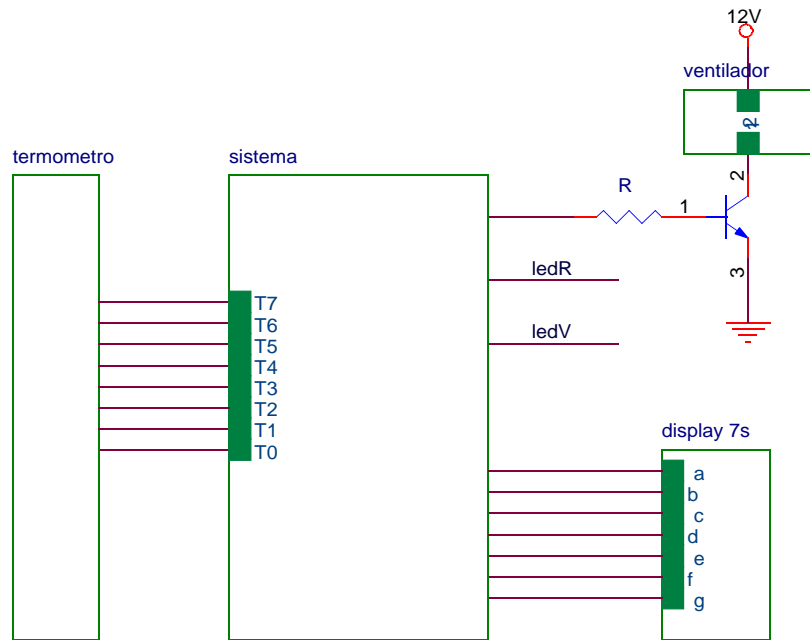 12V
ventilador
termometro
sistema
2
R
1
3
ledR
ledV
T7
T6
T5
T4
T3
T2
T1
T0
display 7s
a
b
c
d
e
f
g